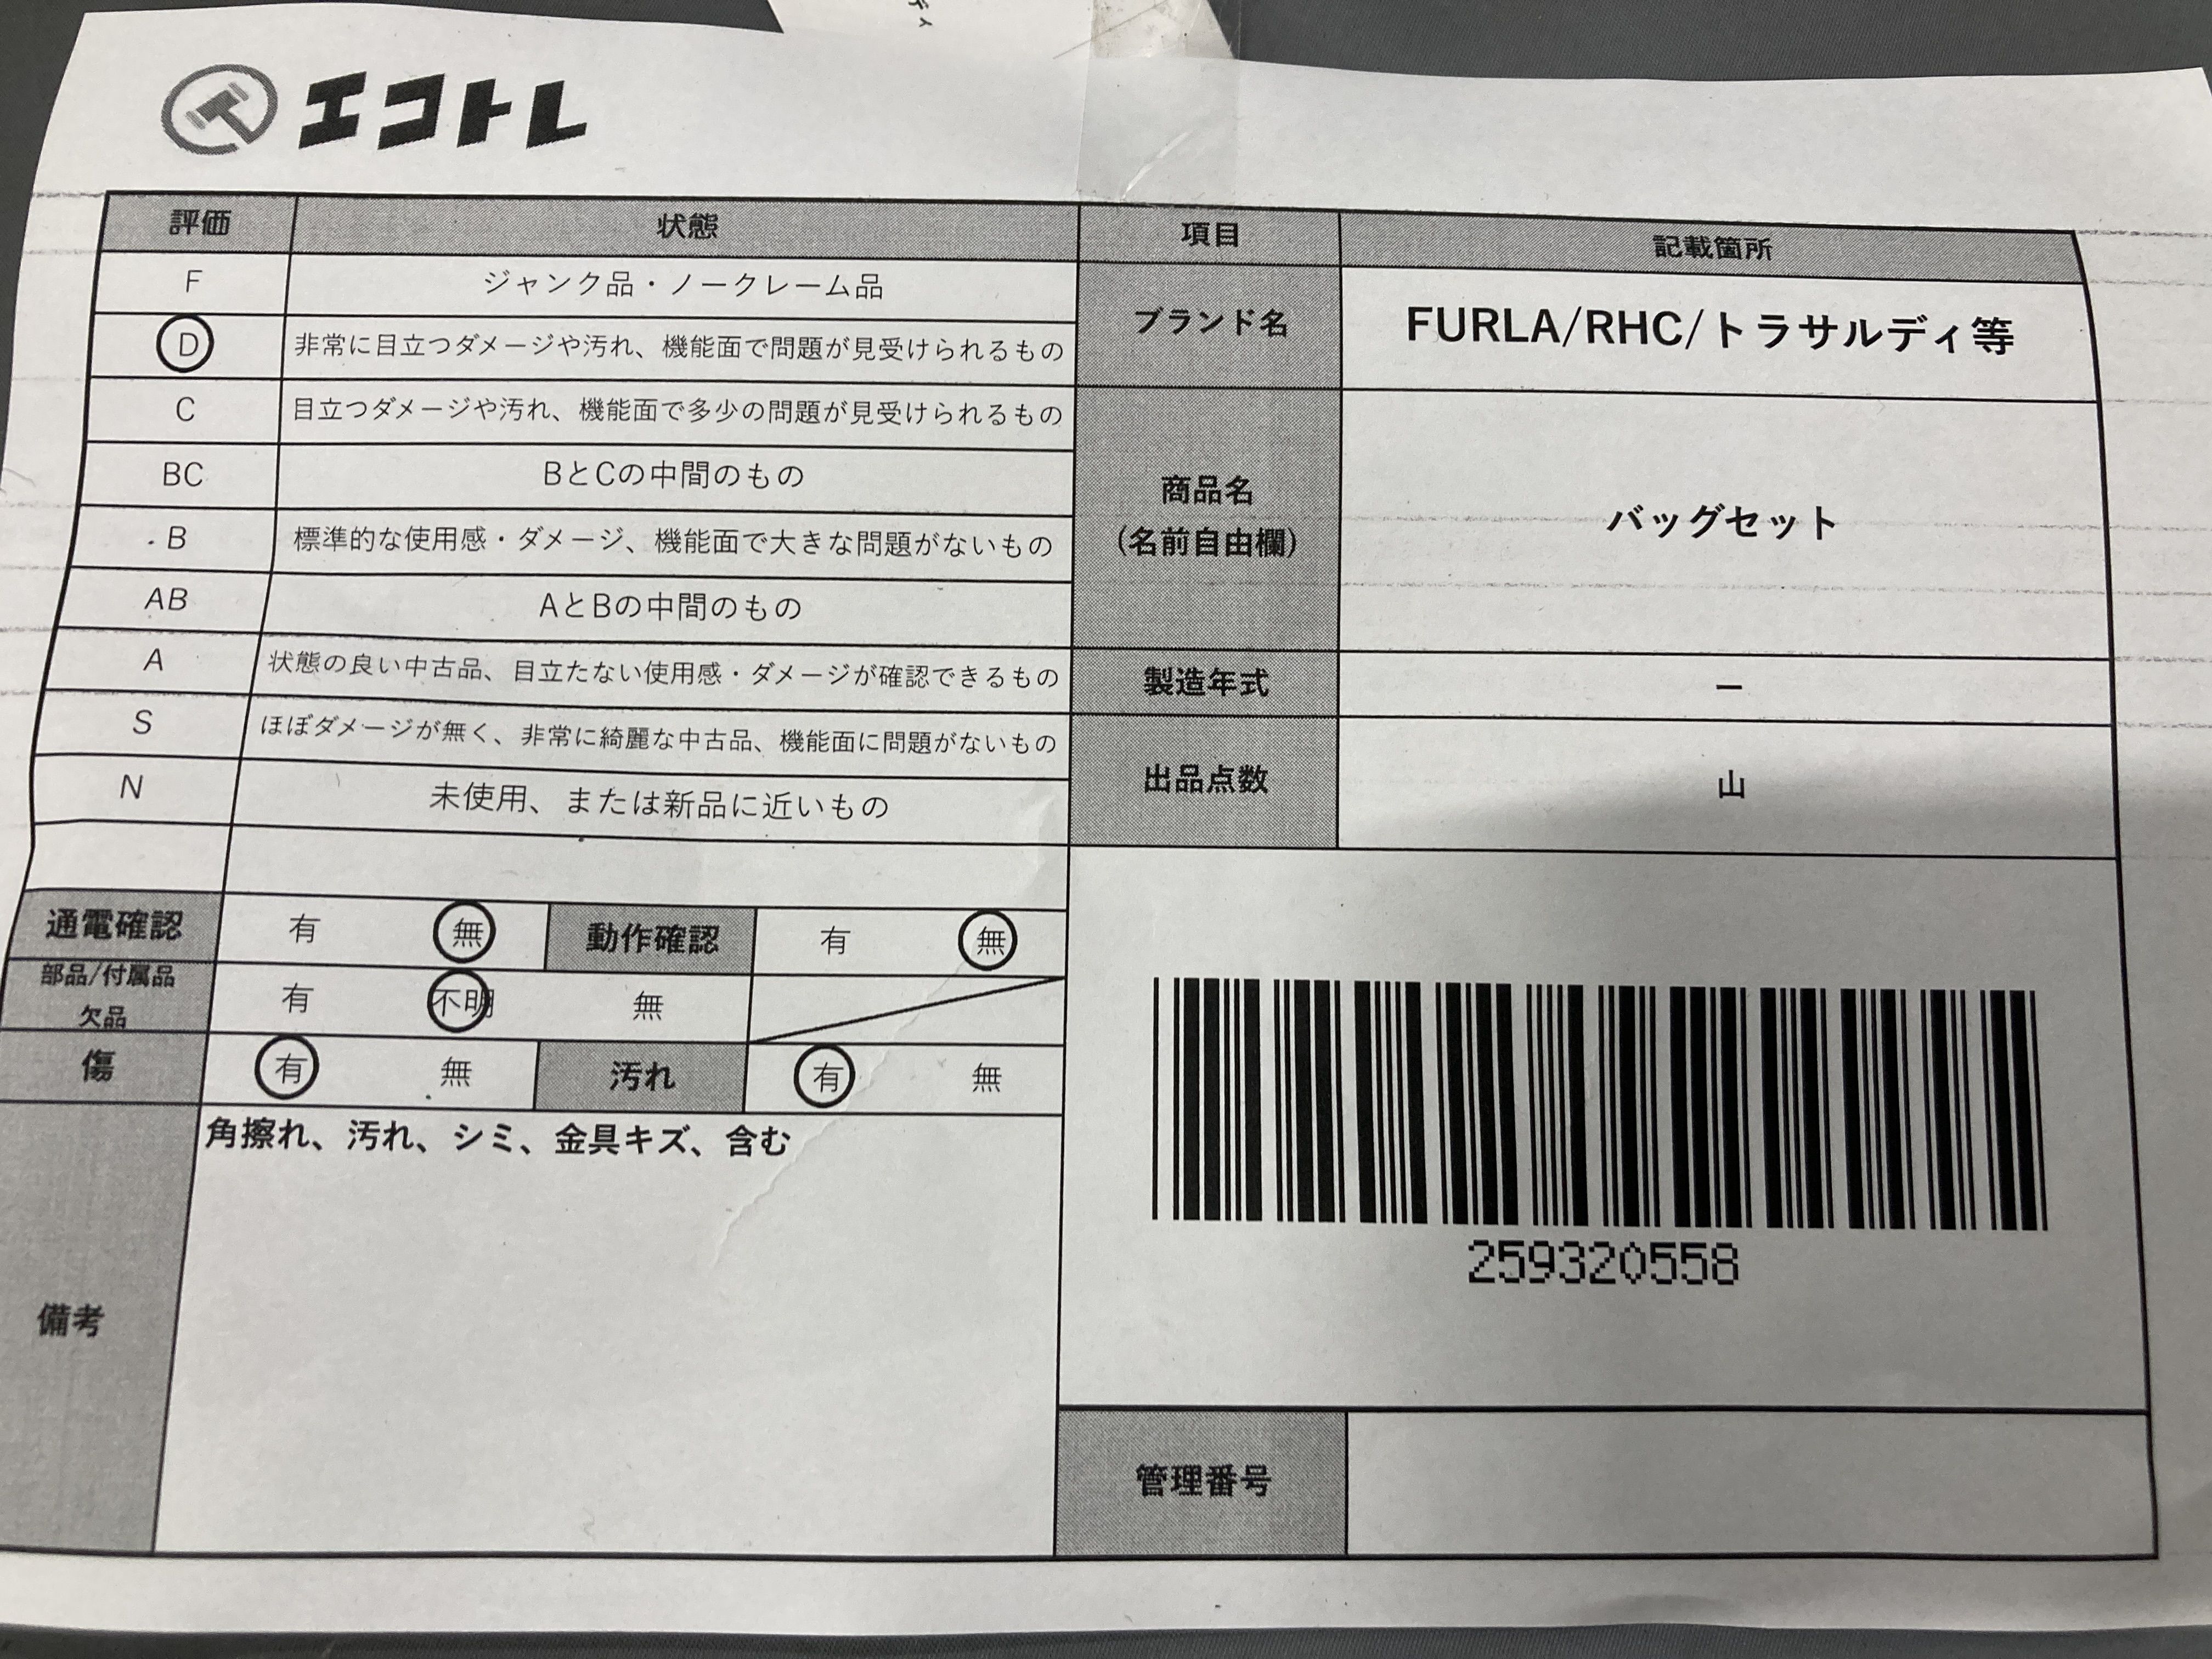 ディ
エコトレ
評価 状態 項目 記載箇所
F ジャンク品・ノークレーム品
D 非常に目立つダメージや汚れ、機能面で問題が見受けられるもの
ブランド名 FURLA/RHC/トラサルディ等
C 目立つダメージや汚れ、機能面で多少の問題が見受けられるもの
BC BとCの中間のもの
B 標準的な使用感・ダメージ、機能面で大きな問題がないもの
商品名
(名前自由欄)
バッグセット
AB AとBの中間のもの
A 状態の良い中古品、目立たない使用感・ダメージが確認できるもの
製造年式 ー
S ほぼダメージが無く、非常に綺麗な中古品、機能面に問題がないもの
N 未使用、または新品に近いもの
出品点数 山
通電確認 有 無 動作確認 有 無
部品/付属品
欠品
有 不明 無
傷 有 無 汚れ 有 無
備考
角擦れ、汚れ、シミ、金具キズ、含む
259320558
管理番号